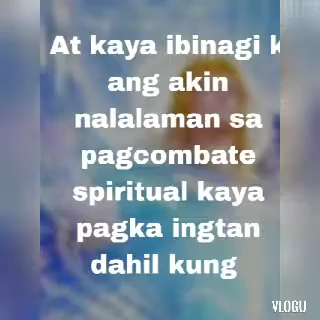 At kaya ibinagi k
ang akin
nalalaman sa
pagcombate
spiritual kaya
pagka ingtan
dahil kung
VLOGU